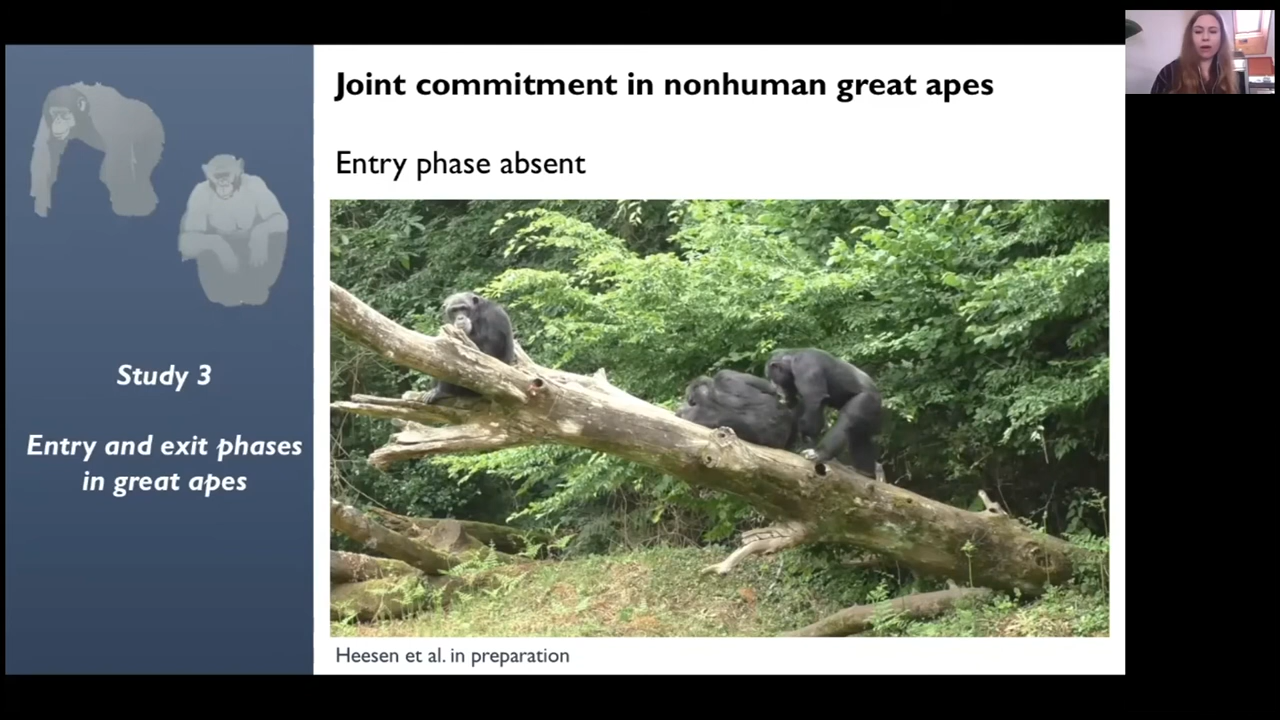 Joint commitment in nonhuman great apes
Entry phase absent
Study 3
Entry and exit phases
in great apes
Heesen et al. in preparation